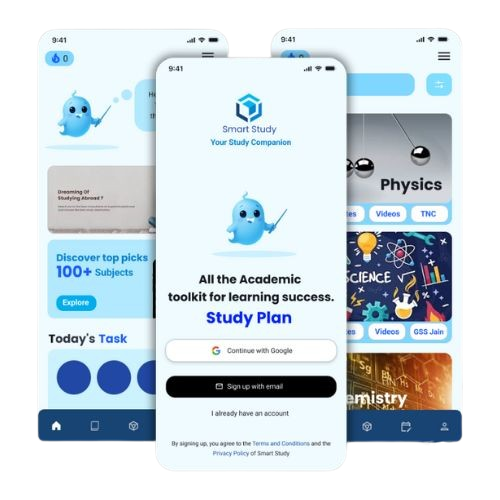 9:41
0
He
th
Dreaming Of
Studying Abroad ?
Discover top picks
100+ Subjects
Explore
Today's Task
9:41
Smart Study
Your Study Companion
All the Academic
toolkit for learning success.
Study Plan
Continue with Google
Sign up with email
I already have an account
By signing up, you agree to the Terms and Conditions and the
Privacy Policy of Smart Study
9:41
0
Physics
tes
Videos
TNC
SCIENCE
tes
Videos
GSS Jain
emistry